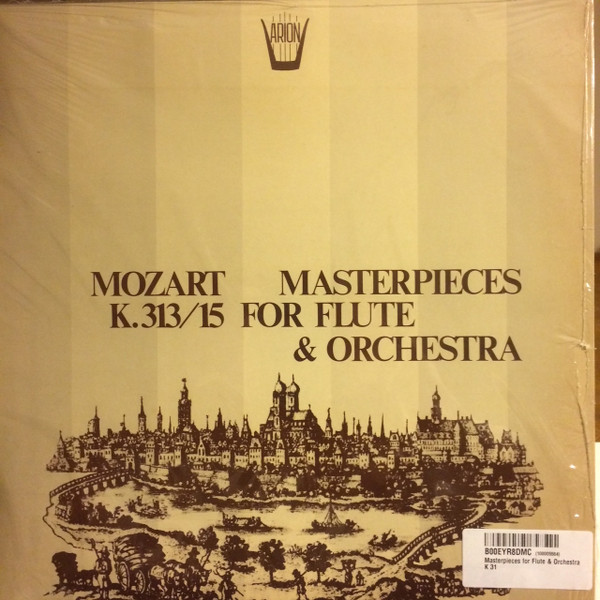 ARION
MOZART MASTERPIECES
K.313/15 FOR FLUTE
& ORCHESTRA
B00EYR8DMC
Masterpieces for Flute & Orchestra
K 31